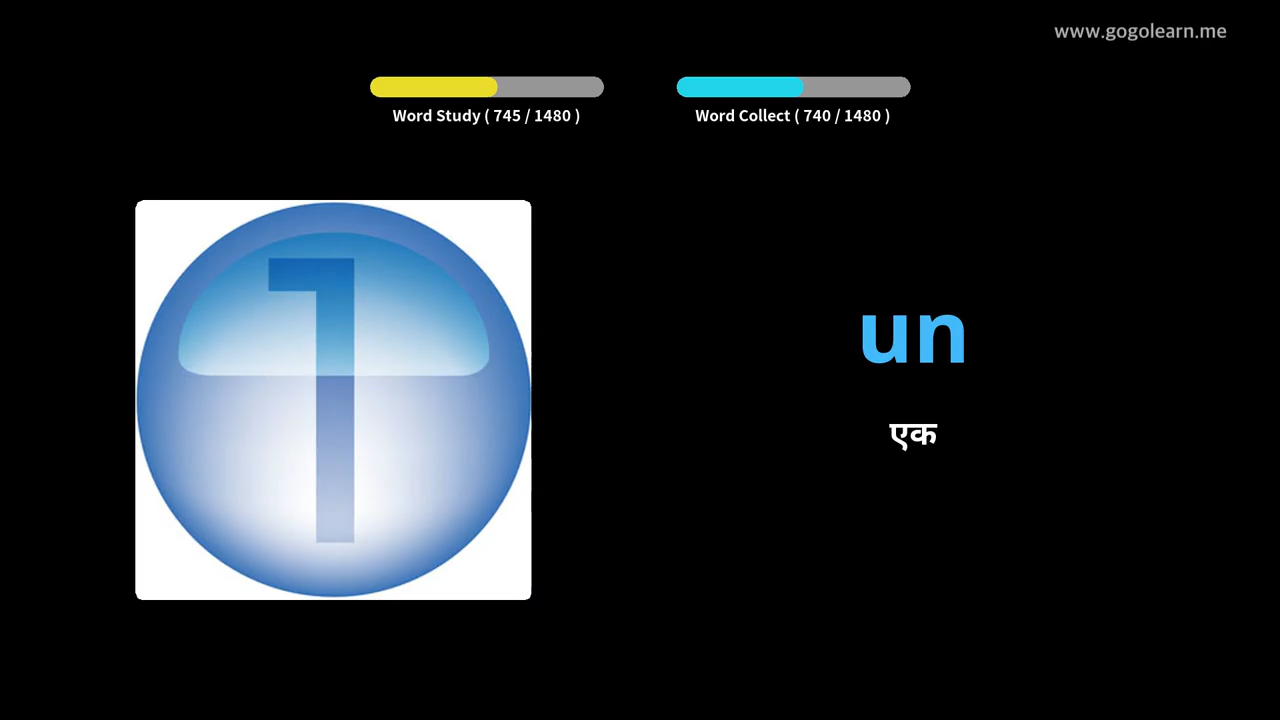 www.gogolearn.me
Word Study ( 745 / 1480 )
Word Collect ( 740 / 1480 )
1
un
एक